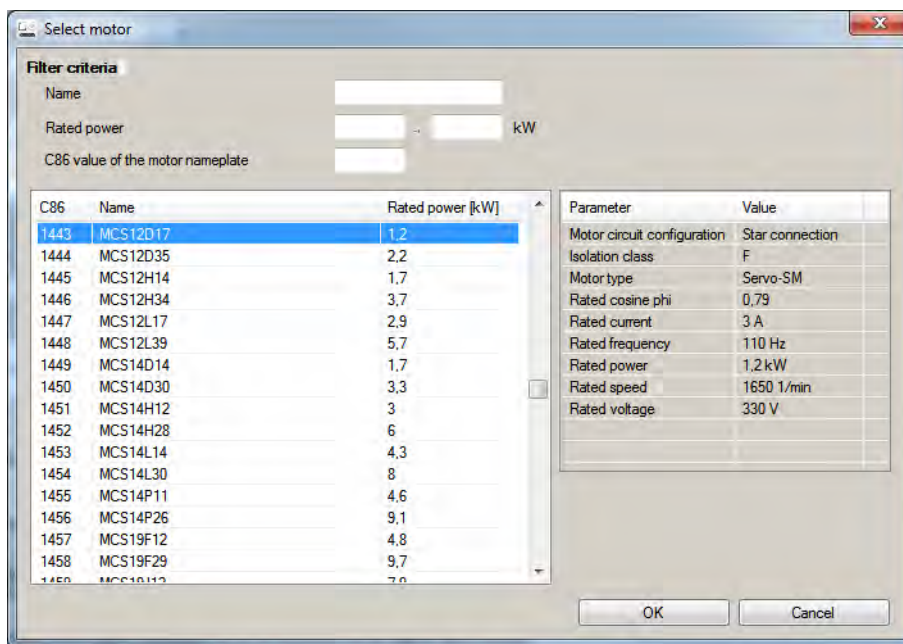 Select motor
Filter criteria
Name
Rated power .. kW
C86 value of the motor nameplate
C86 Name Rated power [kW]
1443 MCS12D17 1,2
1444 MCS12D35 2,2
1445 MCS12H14 1,7
1446 MCS12H34 3,7
1447 MCS12L17 2,9
1448 MCS12L39 5,7
1449 MCS14D14 1,7
1450 MCS14D30 3,3
1451 MCS14H12 3
1452 MCS14H28 6
1453 MCS14L14 4,3
1454 MCS14L30 8
1455 MCS14P11 4,6
1456 MCS14P26 9,1
1457 MCS19F12 4,8
1458 MCS19F29 9,7
Parameter Value
Motor circuit configuration Star connection
Isolation class F
Motor type Servo-SM
Rated cosine phi 0,79
Rated current 3 A
Rated frequency 110 Hz
Rated power 1,2 kW
Rated speed 1650 1/min
Rated voltage 330 V
OK Cancel